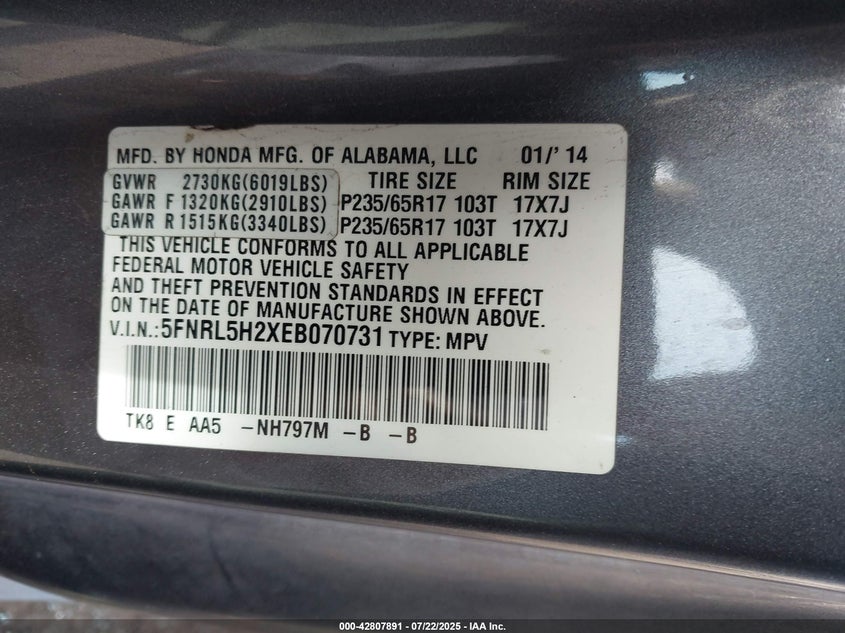 MFD. BY HONDA MFG. OF ALABAMA, LLC 01/' 14
GVWR 2730KG(6019LBS) TIRE SIZE RIM SIZE
GAWR F 1320KG(2910LBS) P235/65R17 103T 17X7J
GAWR R 1515KG(3340LBS) P235/65R17 103T 17X7J
THIS VEHICLE CONFORMS TO ALL APPLICABLE
FEDERAL MOTOR VEHICLE SAFETY
AND THEFT PREVENTION STANDARDS IN EFFECT
ON THE DATE OF MANUFACTURE SHOWN ABOVE.
V.I.N.: 5FNRL5H2XEB070731 TYPE: MPV
TK8 E AA5 -NH797M -B -B
000-42807891 - 07/22/2025 - IAA Inc.